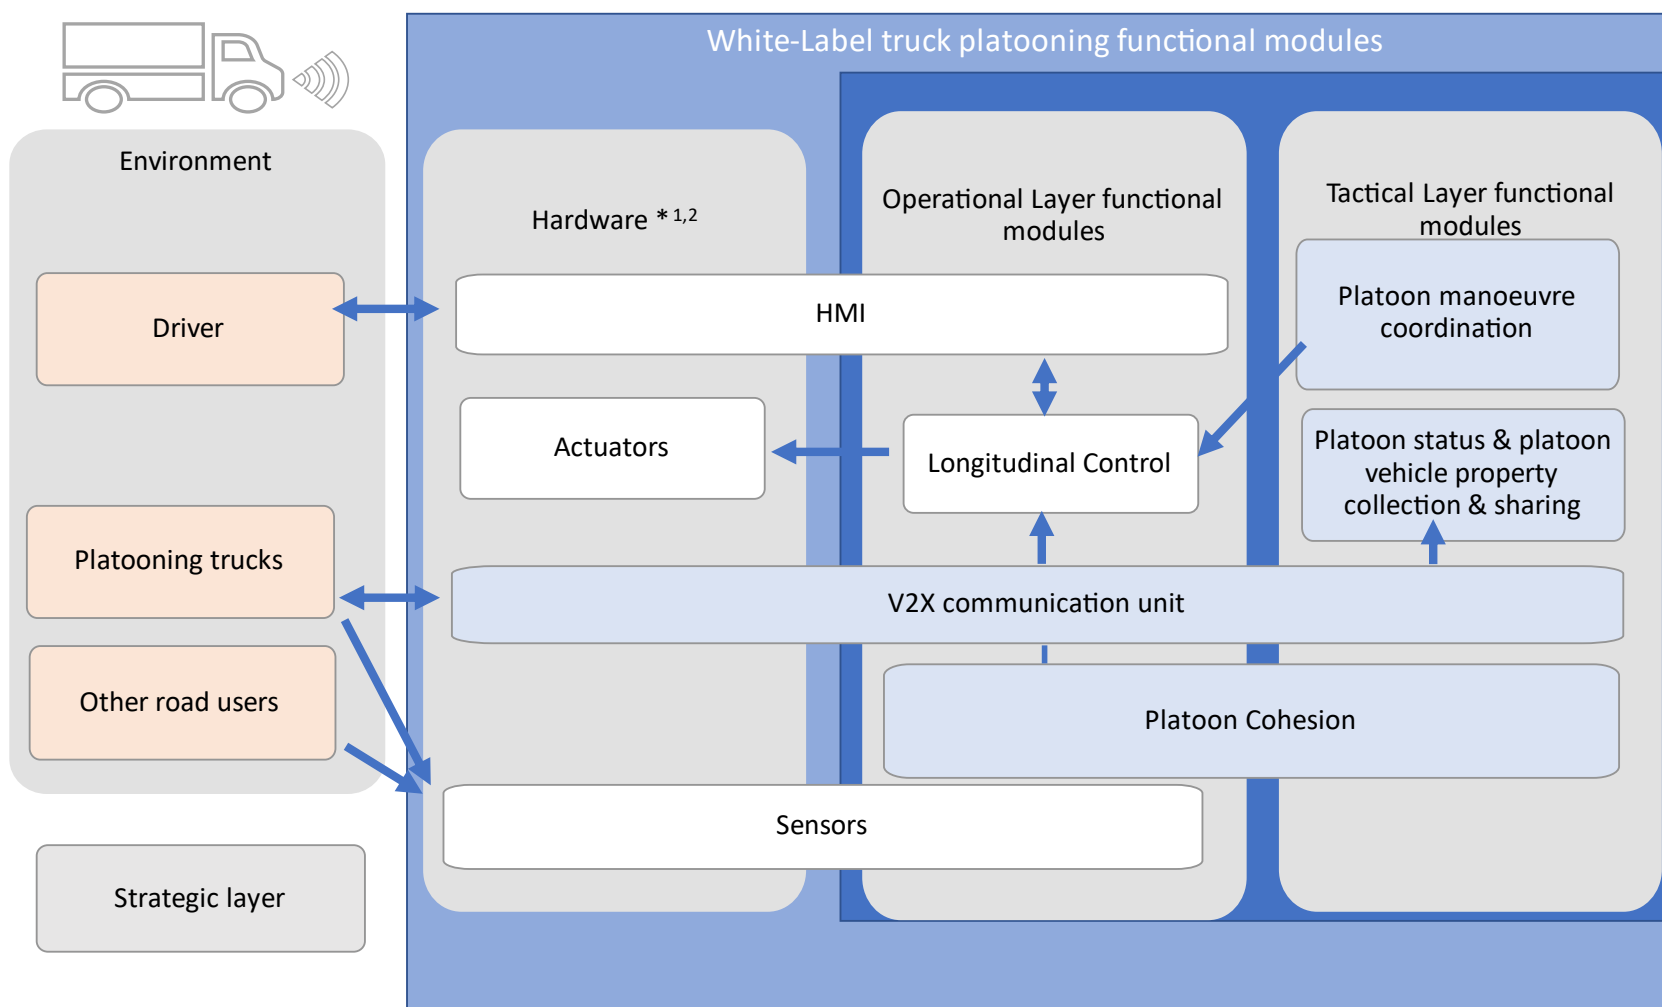 White-Label truck platooning functional modules
Environment
Hardware *1,2
Operational Layer functional
modules
Tactical Layer functional
modules
Driver
HMI
Platoon manoeuvre
coordination
Actuators
Longitudinal Control
Platoon status & platoon
vehicle property
collection & sharing
Platooning trucks
V2X communication unit
Other road users
Platoon Cohesion
Sensors
Strategic layer